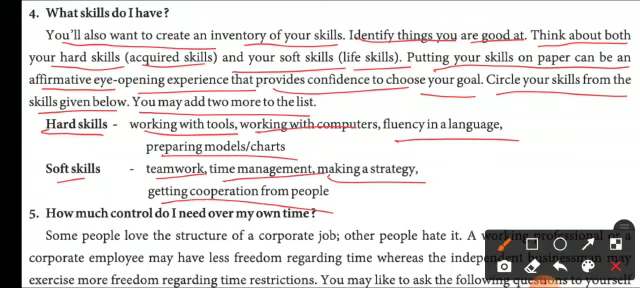 4. What skills do I have?
You'll also want to create an inventory of your skills. Identify things you are good at. Think about both
your hard skills (acquired skills) and your soft skills (life skills). Putting your skills on paper can be an
affirmative eye-opening experience that provides confidence to choose your goal. Circle your skills from the
skills given below. You may add two more to the list.
Hard skills - working with tools, working with computers, fluency in a language,
preparing models/charts
Soft skills - teamwork, time management, making a strategy,
getting cooperation from people
5. How much control do I need over my own time?
Some people love the structure of a corporate job; other people hate it. A working professional or a
corporate employee may have less freedom regarding time whereas the independent businessman may
exercise more freedom regarding time restrictions. You may like to ask the following questions to yourself